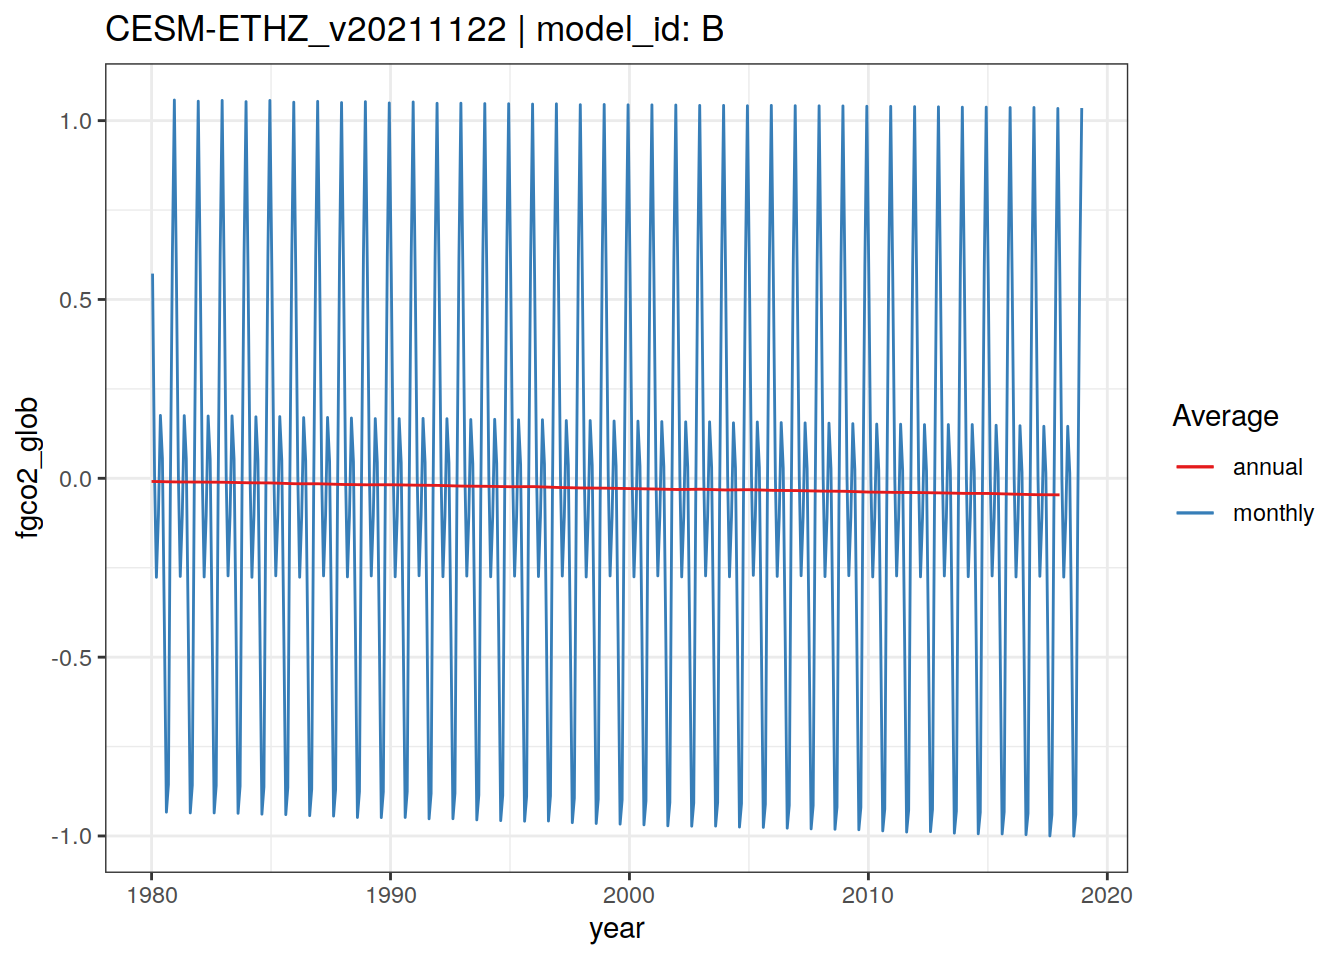 CESM-ETHZ_v20211122 | model_id: B
1.0
0.5
0.0
-0.5
-1.0
fgco2_glob
1980
1990
2000
2010
2020
year
Average
annual
monthly